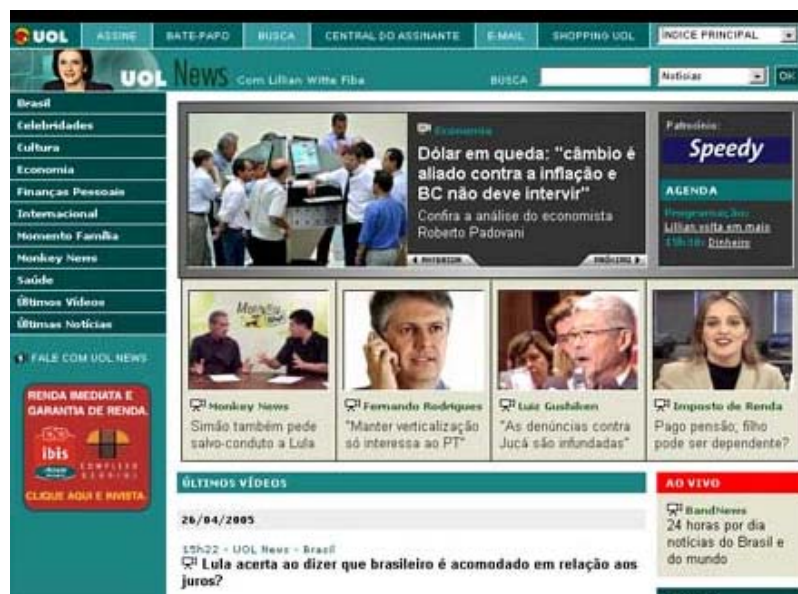 UOL ASSINE BATE-PAPO BUSCA CENTRAL DO ASSINANTE E-MAIL SHOPPING UOL ÍNDICE PRINCIPAL
UOL News Com Lillian Witte Fibe BUSCA Notícias OK
Brasil
Celebridades
Cultura
Economia
Finanças Pessoais
Internacional
Momento Família
Monkey News
Saúde
Últimos Vídeos
Últimas Notícias
FALE COM UOL NEWS
RENDA IMEDIATA E
GARANTIA DE RENDA.
ibis
COMPLEXO
CLIQUE AQUI E INVISTA
Economia
Dólar em queda: "câmbio é
aliado contra a inflação e
BC não deve intervir"
Confira a análise do economista
Roberto Padovani
ANTERIOR PRÓXIMO
Patrocínio:
Speedy
AGENDA
Programação:
Lillian volta em maio
15h30: Dinheiro
Monkey
Monkey News
Simão também pede
salvo-conduto a Lula
Fernando Rodrigues
"Manter verticalização
só interessa ao PT"
Luiz Gushiken
"As denúncias contra
Jucá são infundadas"
Imposto de Renda
Pago pensão; filho
pode ser dependente?
ÚLTIMOS VÍDEOS
26/04/2005
15h22 - UOL News - Brasil
Lula acerta ao dizer que brasileiro é acomodado em relação aos
juros?
AO VIVO
BandNews
24 horas por dia
notícias do Brasil e
do mundo